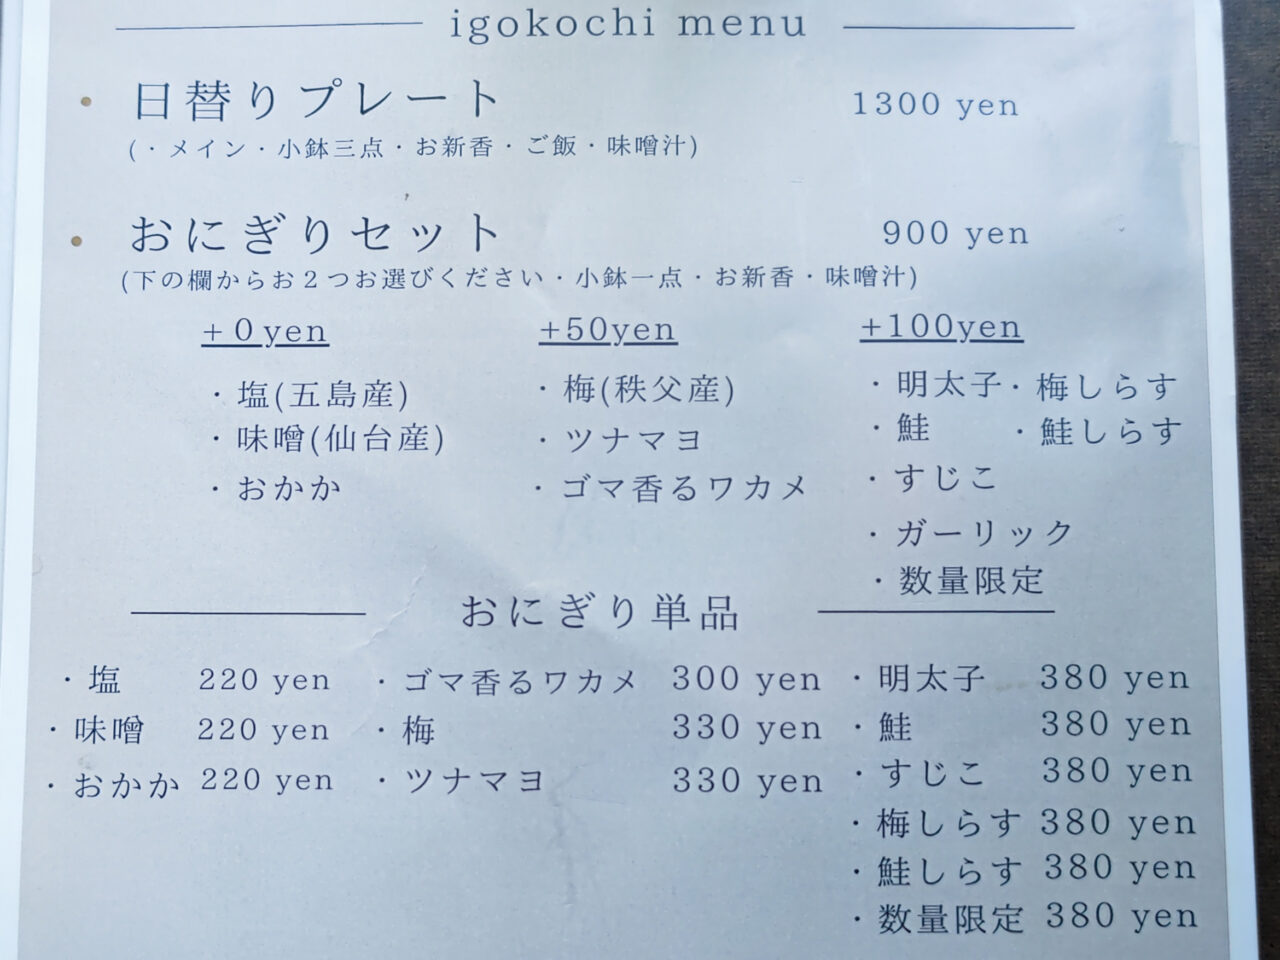 igokochi menu
・日替りプレート 1300 yen
(・メイン・小鉢三点・お新香・ご飯・味噌汁)
・おにぎりセット 900 yen
(下の欄からお２つお選びください・小鉢一点・お新香・味噌汁)
+０yen +50yen +100yen
・塩(五島産) ・梅(秩父産) ・明太子・梅しらす
・味噌(仙台産) ・ツナマヨ ・鮭 ・鮭しらす
・おかか ・ゴマ香るワカメ ・すじこ
・ガーリック
・数量限定
おにぎり単品
・塩 220 yen ・ゴマ香るワカメ 300 yen ・明太子 380 yen
・味噌 220 yen ・梅 330 yen ・鮭 380 yen
・おかか 220 yen ・ツナマヨ 330 yen ・すじこ 380 yen
・梅しらす 380 yen
・鮭しらす 380 yen
・数量限定 380 yen